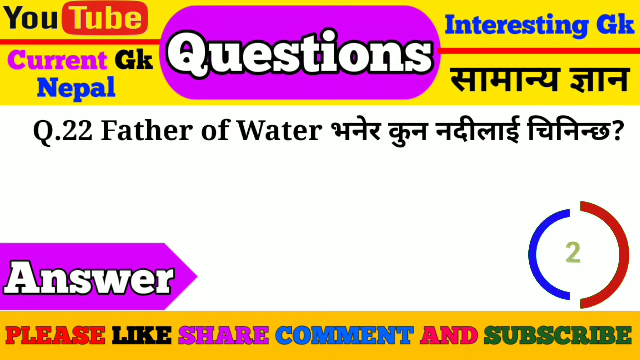 YouTube
Current Gk
Nepal
Questions
Interesting Gk
सामान्य ज्ञान
Q.22 Father of Water भनेर कुन नदीलाई चिनिन्छ?
2
Answer
PLEASE LIKE SHARE COMMENT AND SUBSCRIBE